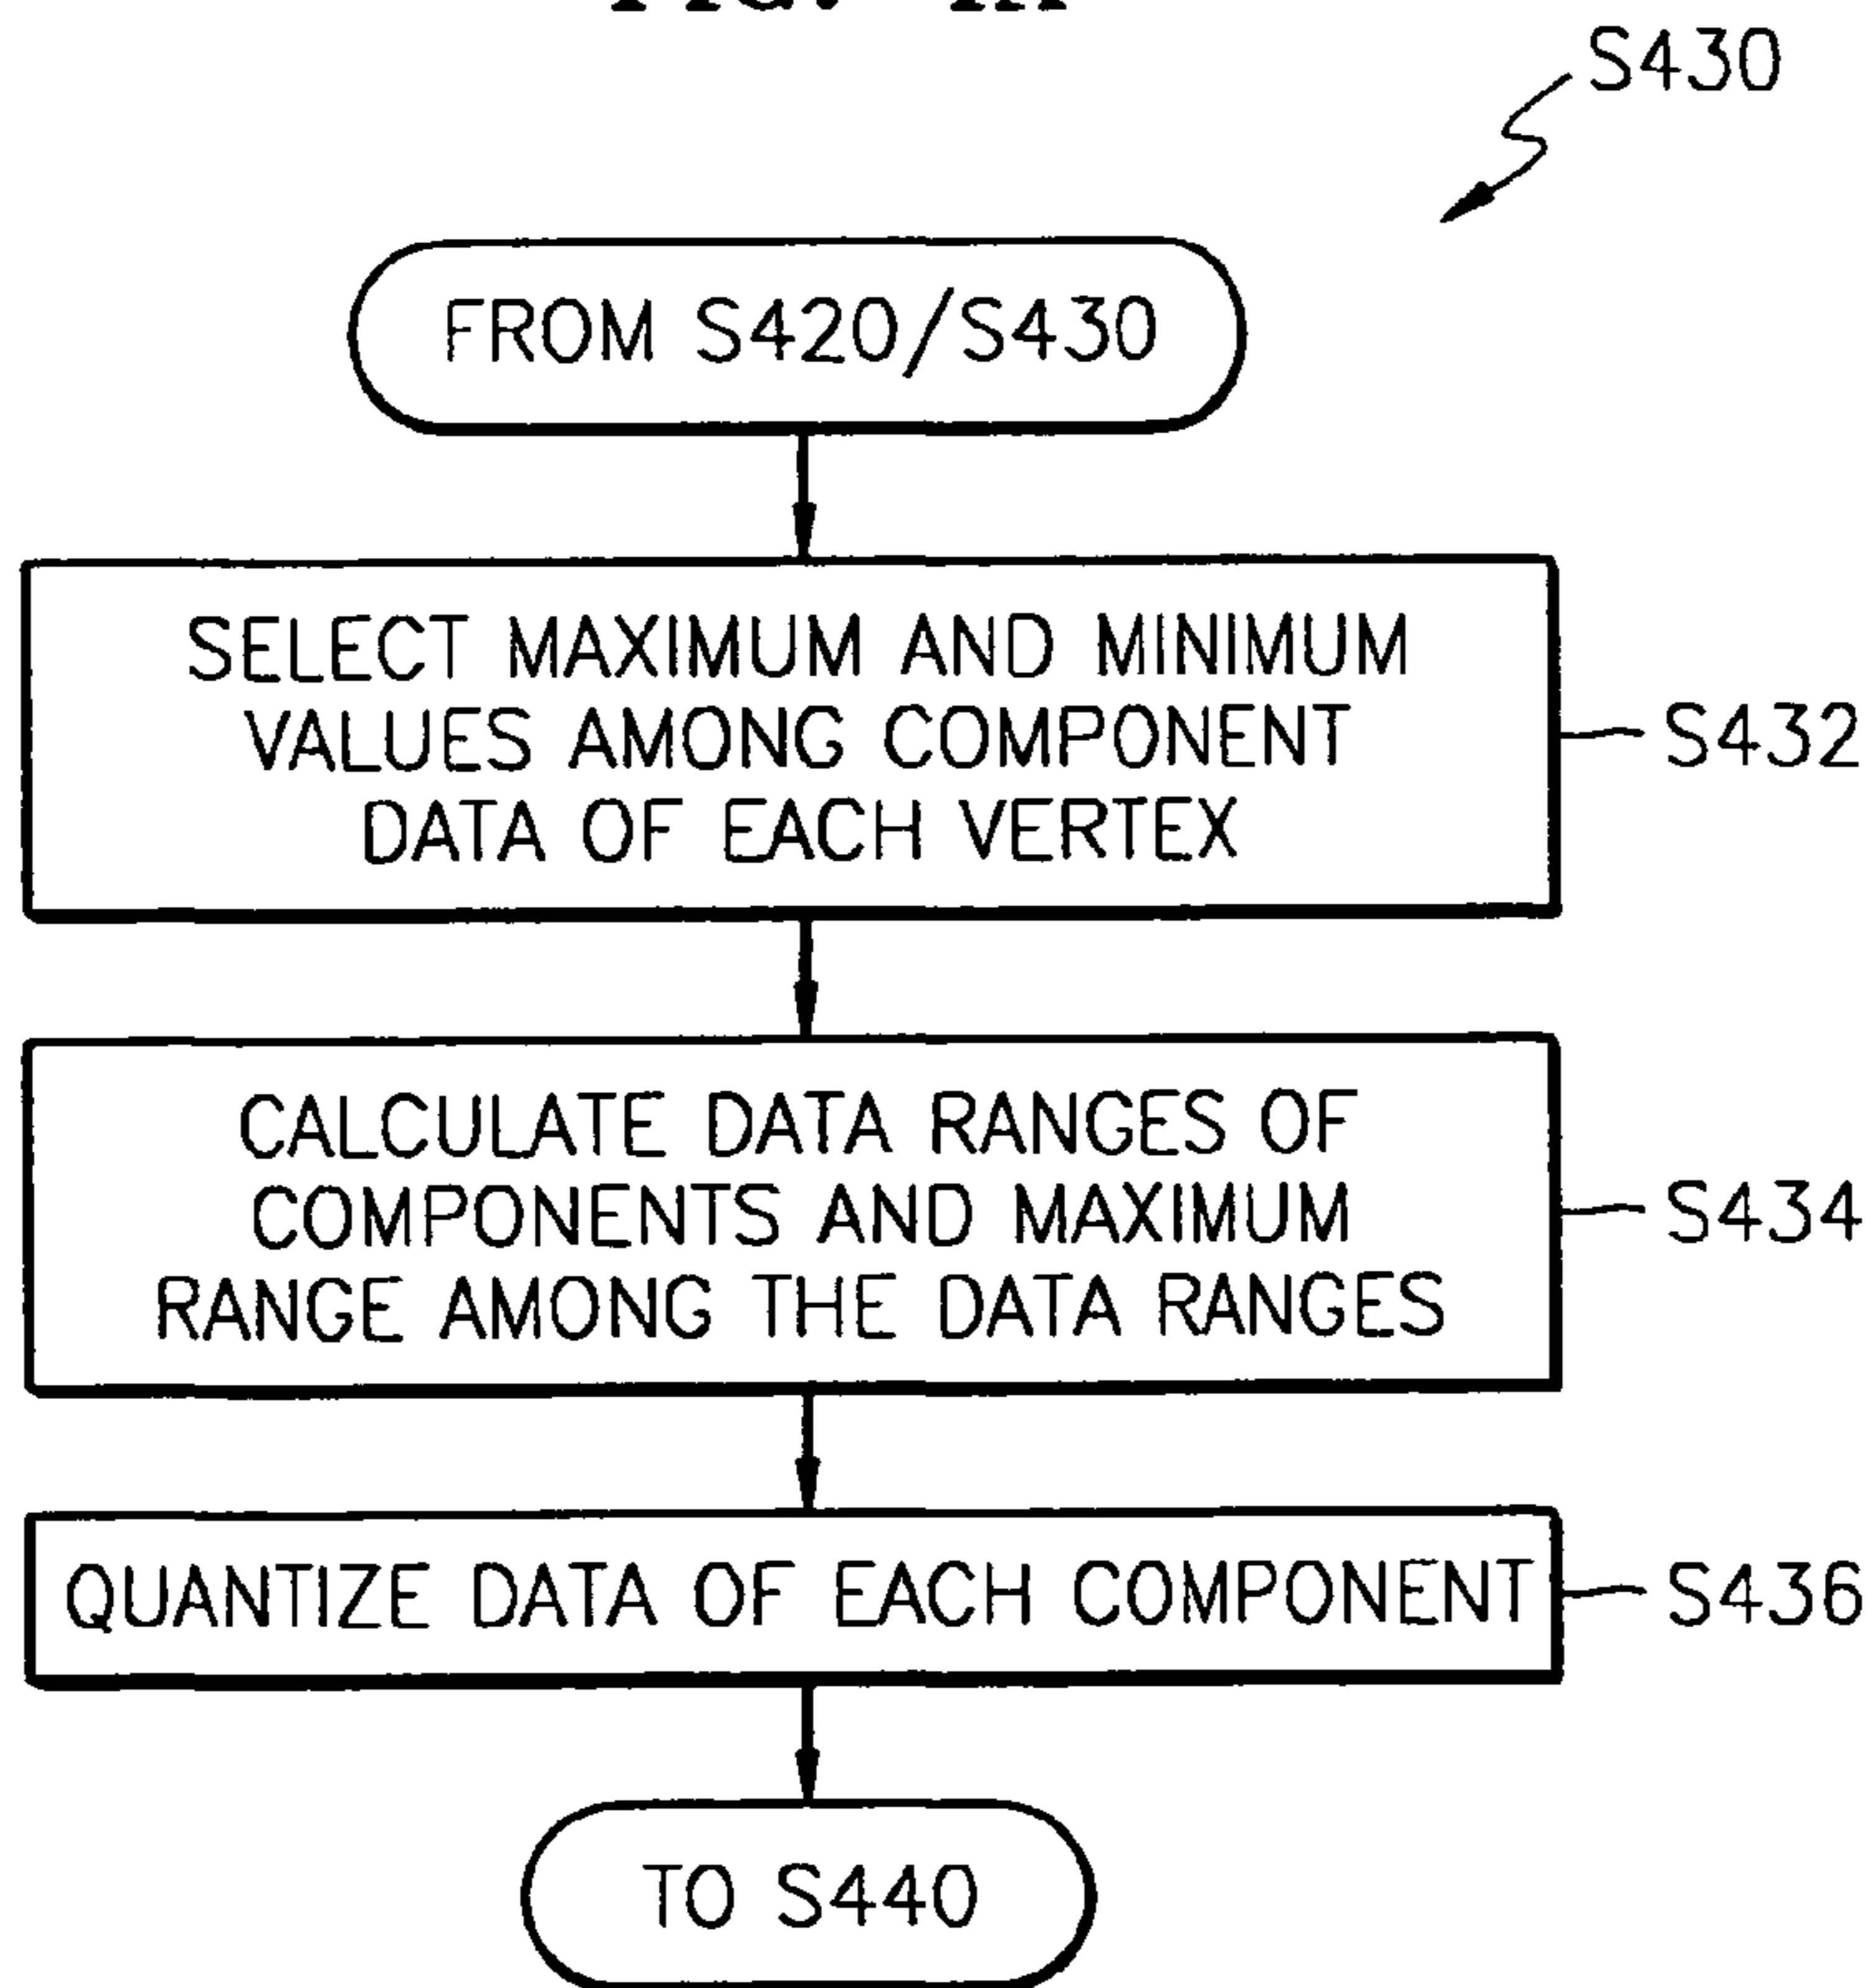 S430
FROM S420/S430
SELECT MAXIMUM AND MINIMUM
VALUES AMONG COMPONENT
DATA OF EACH VERTEX
S432
CALCULATE DATA RANGES OF
COMPONENTS AND MAXIMUM
RANGE AMONG THE DATA RANGES
S434
QUANTIZE DATA OF EACH COMPONENT
S436
TO S440